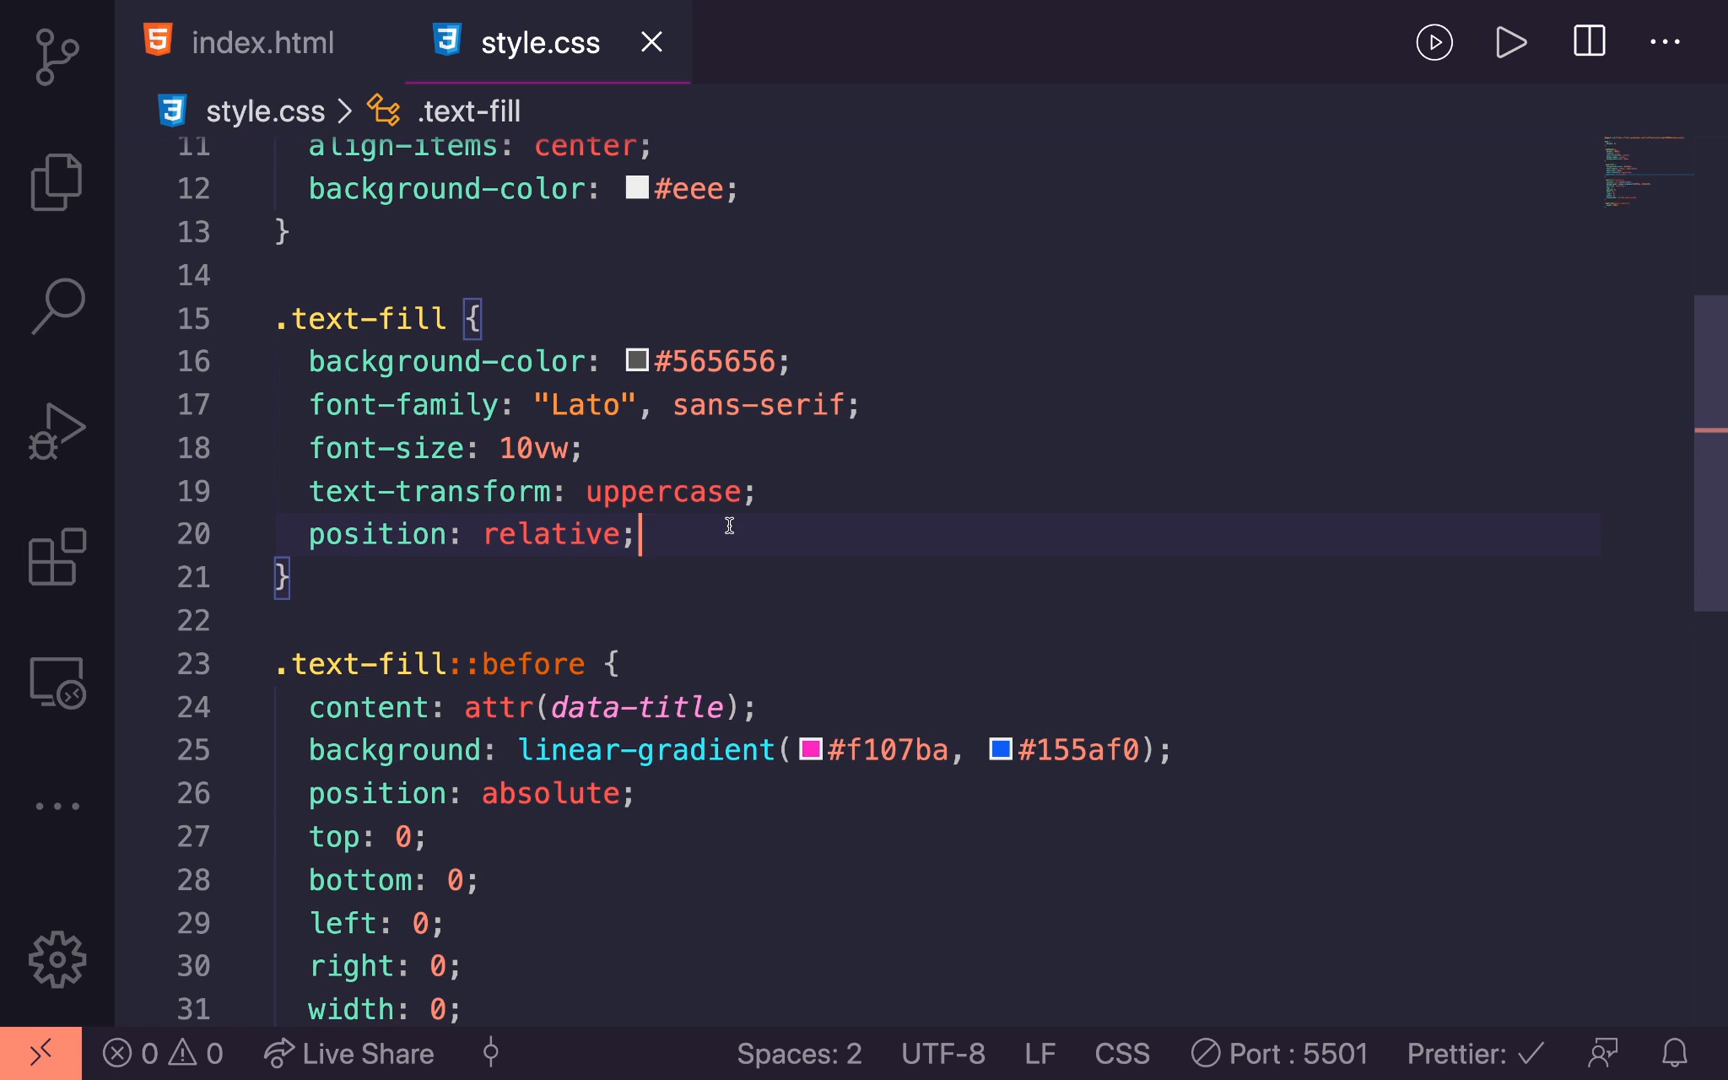 index.html
style.css
style.css > .text-fill
11 align-items: center;
12 background-color: #eee;
13 }
14
15 .text-fill {
16 background-color: #565656;
17 font-family: "Lato", sans-serif;
18 font-size: 10vw;
19 text-transform: uppercase;
20 position: relative;
21 }
22
23 .text-fill::before {
24 content: attr(data-title);
25 background: linear-gradient(#f107ba, #155af0);
26 position: absolute;
27 top: 0;
28 bottom: 0;
29 left: 0;
30 right: 0;
31 width: 0;
0 0 Live Share Spaces: 2 UTF-8 LF CSS Port : 5501 Prettier: ✓